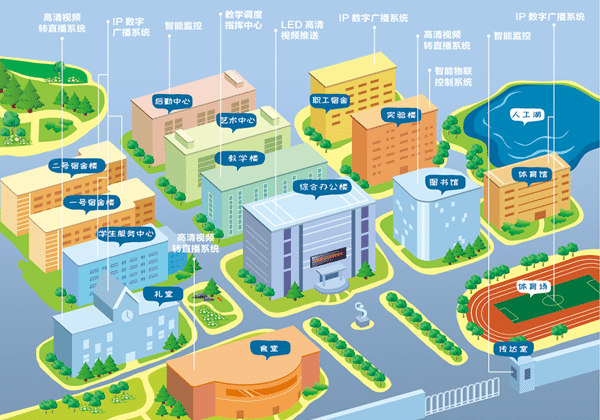 高清视频
转直播系统
IP 数字
广播系统
智能监控
教学调度
指挥中心
LED 高清
视频推送
IP 数字广播系统
高清视频
转直播系统
智能物联
控制系统
智能监控
IP 数字广播系统
后勤中心
艺术中心
教学楼
职工宿舍
实验楼
人工湖
二号宿舍楼
一号宿舍楼
学生服务中心
综合办公楼
图书馆
体育馆
高清视频
转直播系统
礼堂
体育场
食堂
传达室